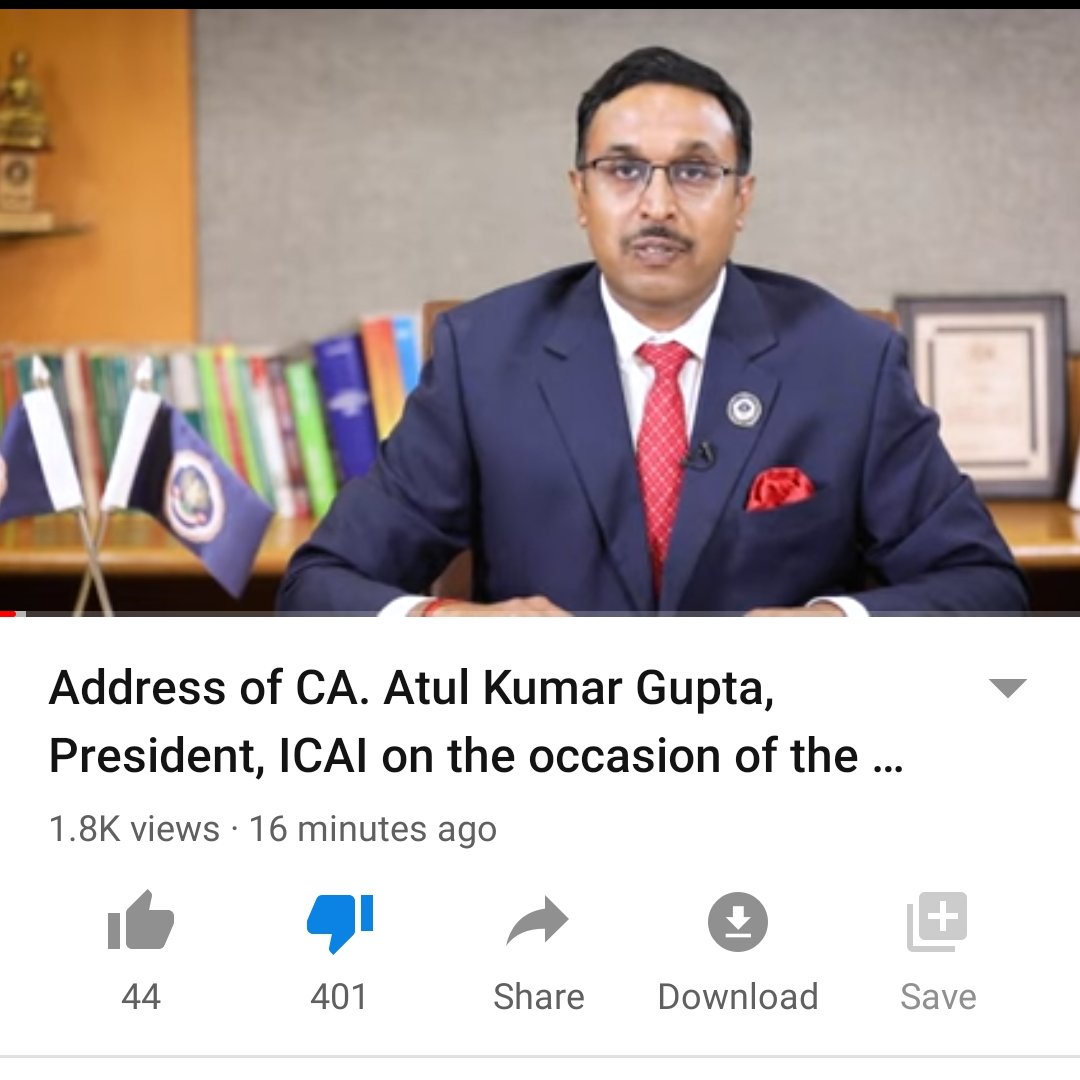 Address of CA. Atul Kumar Gupta,
President, ICAI on the occasion of the ...
1.8K views · 16 minutes ago
44
401
Share
Download
Save